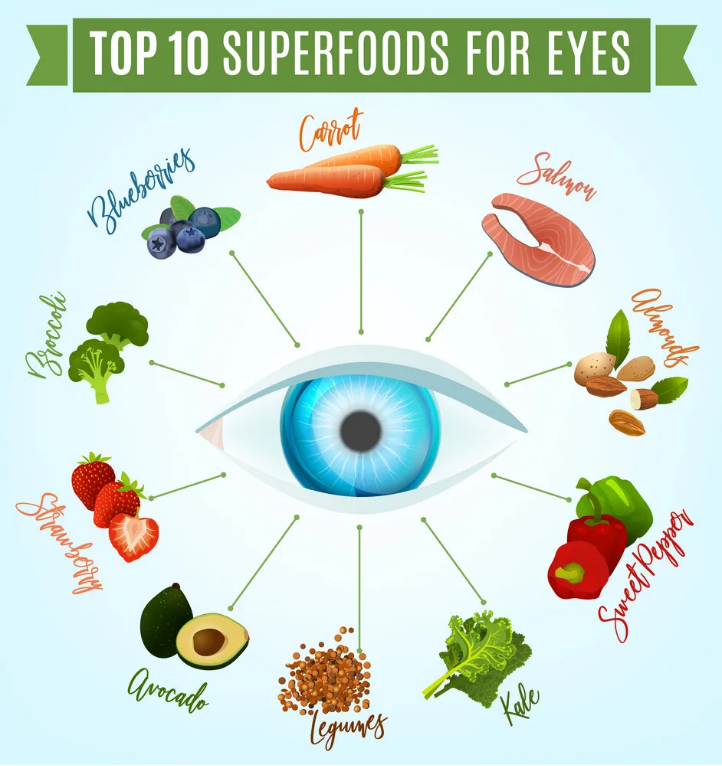 TOP 10 SUPERFOODS FOR EYES
Carrot
Blueberries
Salmon
Broccoli
Almonds
Strawberry
Sweet Pepper
Avocado
Legumes
Kale